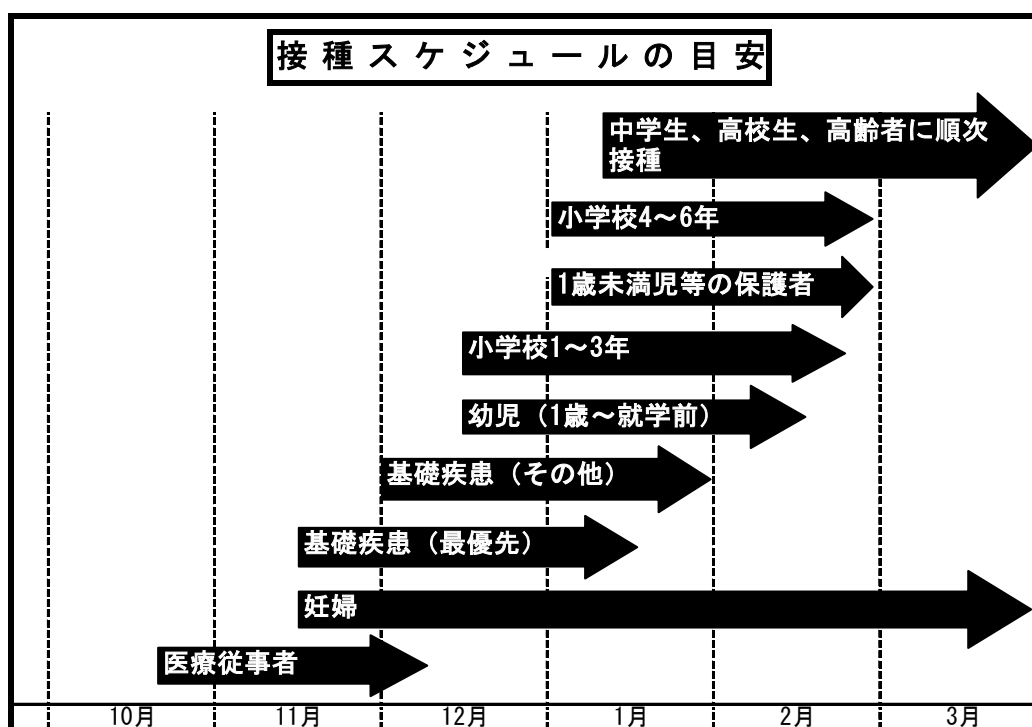 接種スケジュールの目安
中学生、高校生、高齢者に順次
接種
小学校4～6年
1歳未満児等の保護者
小学校1～3年
幼児（1歳～就学前）
基礎疾患（その他）
基礎疾患（最優先）
妊婦
医療従事者
10月 11月 12月 1月 2月 3月